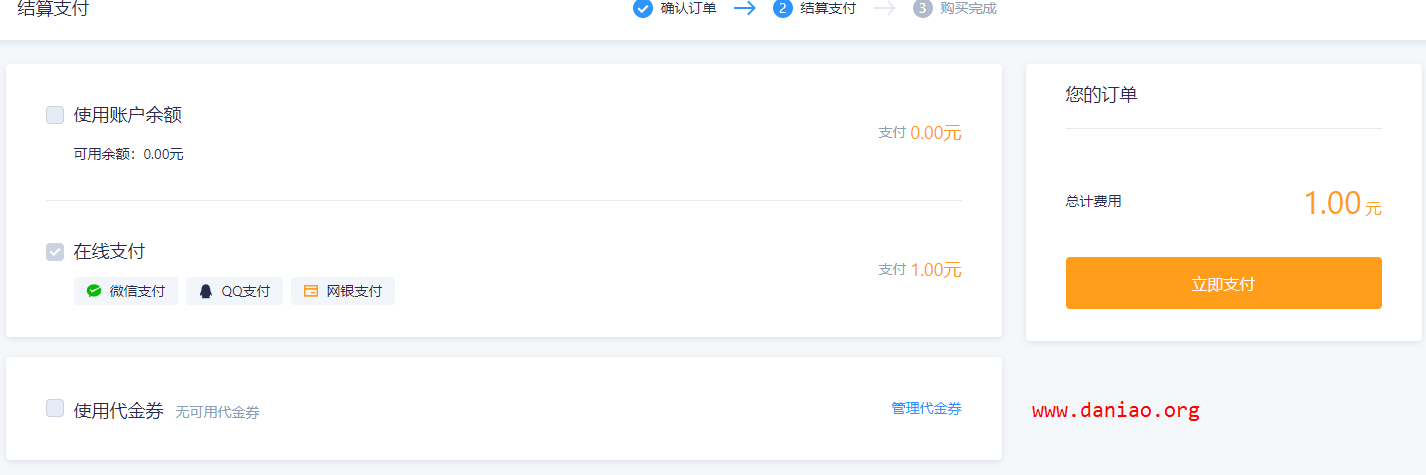 结算支付
确认订单
2 结算支付
3 购买完成
使用账户余额
可用余额：0.00元
支付 0.00元
在线支付
微信支付 QQ支付 网银支付
支付 1.00元
使用代金券 无可用代金券
管理代金券
您的订单
总计费用 1.00 元
立即支付
www.daniao.org